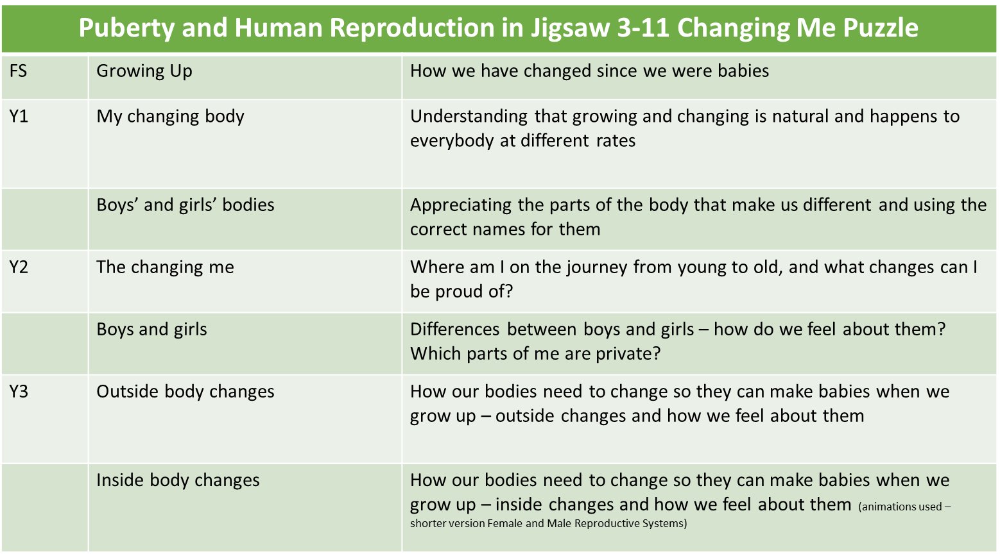 Puberty and Human Reproduction in Jigsaw 3-11 Changing Me Puzzle
FS
Growing Up
How we have changed since we were babies
Y1
My changing body
Understanding that growing and changing is natural and happens to
everybody at different rates
Boys’ and girls’ bodies
Appreciating the parts of the body that make us different and using the
correct names for them
Y2
The changing me
Where am I on the journey from young to old, and what changes can I
be proud of?
Boys and girls
Differences between boys and girls – how do we feel about them?
Which parts of me are private?
Y3
Outside body changes
How our bodies need to change so they can make babies when we
grow up – outside changes and how we feel about them
Inside body changes
How our bodies need to change so they can make babies when we
grow up – inside changes and how we feel about them (animations used –
shorter version Female and Male Reproductive Systems)